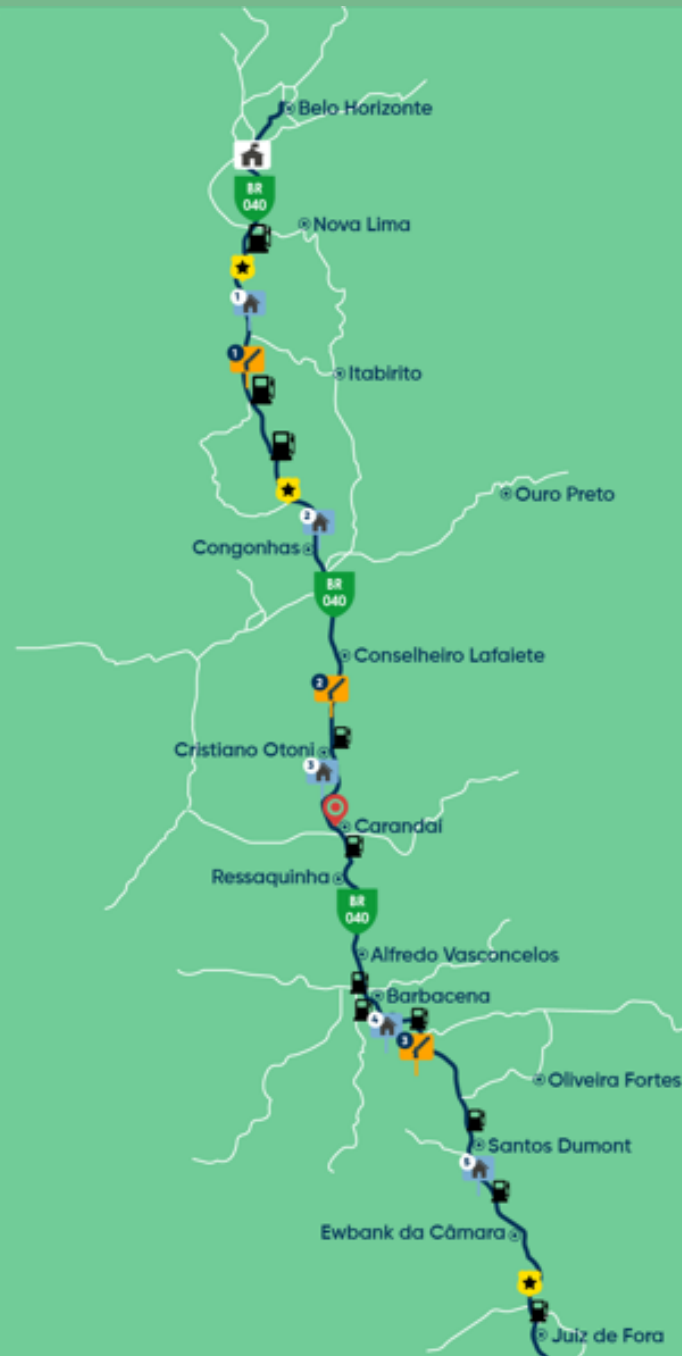 Belo Horizonte
BR
040
Nova Lima
1
1
Itabirito
Ouro Preto
2
Congonhas
BR
040
Conselheiro Lafaiete
2
Cristiano Otoni
3
Carandaí
Ressaquinha
BR
040
Alfredo Vasconcelos
Barbacena
4
3
Oliveira Fortes
Santos Dumont
5
Ewbank da Câmara
Juiz de Fora